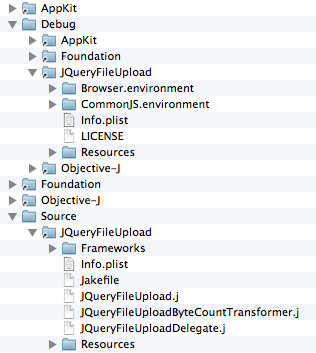 AppKit
Debug
AppKit
Foundation
JQueryFileUpload
Browser.environment
CommonJS.environment
Info.plist
LICENSE
Resources
Objective-J
Foundation
Objective-J
Source
JQueryFileUpload
Frameworks
Info.plist
Jakefile
JQueryFileUpload.j
JQueryFileUploadByteCountTransformer.j
JQueryFileUploadDelegate.j
Resources